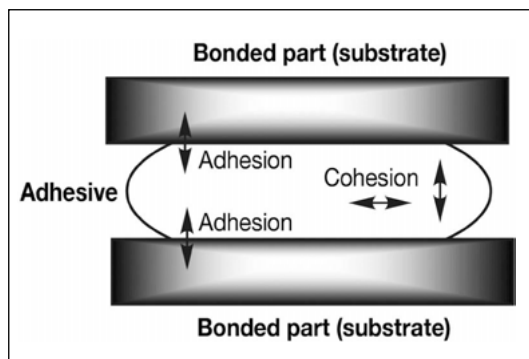 Bonded part (substrate)
Adhesion
Cohesion
Adhesive
Adhesion
Bonded part (substrate)